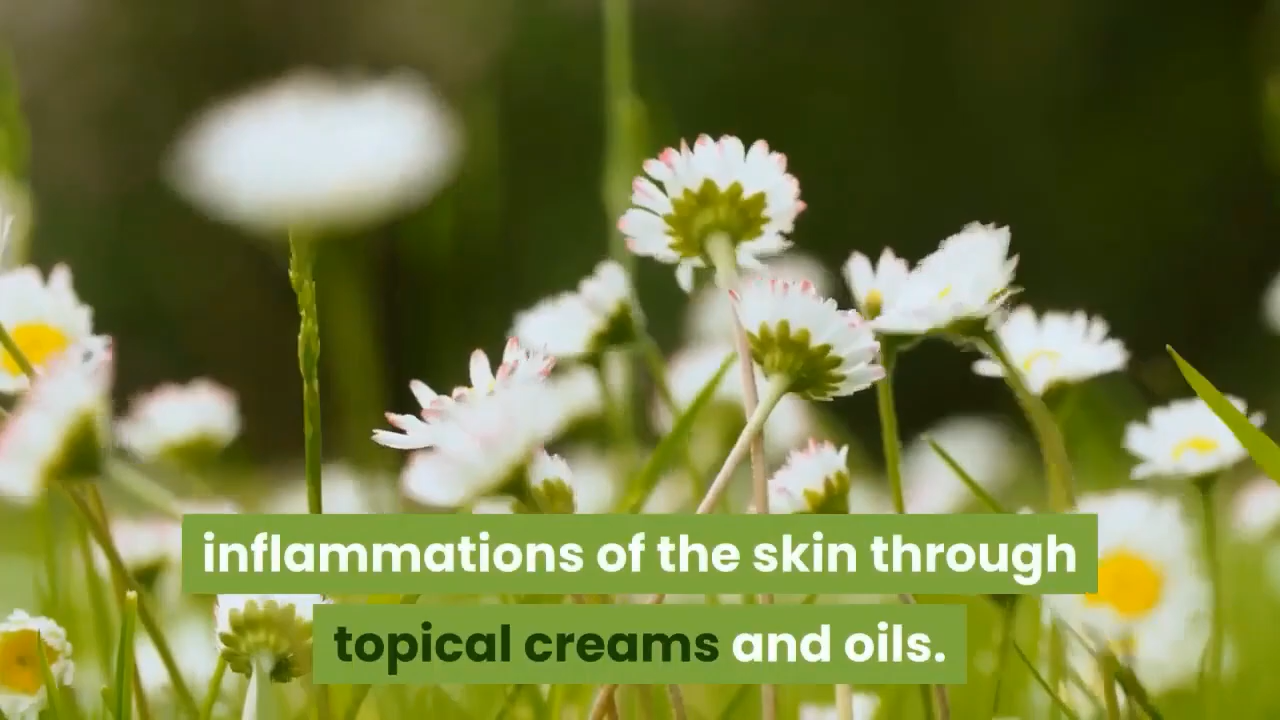 inflammations of the skin through
topical creams and oils.